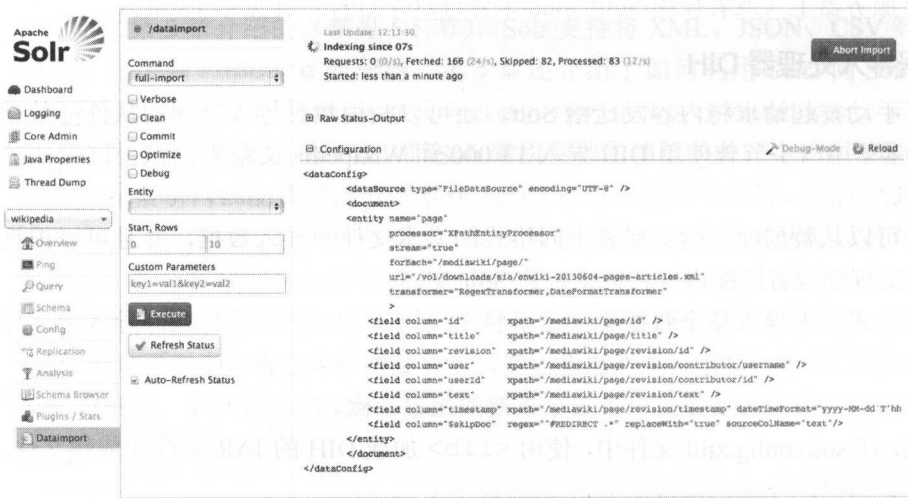 Apache
Solr
Dashboard
Logging
Core Admin
Java Properties
Thread Dump
wikipedia
Overview
Ping
Query
Schema
Config
Replication
Analysis
Schema Browser
Plugins / Stats
Dataimport
/dataimport
Command
full-import
Verbose
Clean
Commit
Optimize
Debug
Entity
Start, Rows
0 10
Custom Parameters
key1=val1&key2=val2
Execute
Refresh Status
Auto-Refresh Status
Last Update: 12:11:30
Indexing since 07s
Requests: 0 (0/s), Fetched: 166 (24/s), Skipped: 82, Processed: 83 (12/s)
Started: less than a minute ago
Abort Import
Raw Status-Output
Configuration
Debug-Mode Reload
<dataConfig>
<dataSource type="FileDataSource" encoding="UTF-8" />
<document>
<entity name="page"
processor="XPathEntityProcessor"
stream="true"
forEach="/mediawiki/page/"
url="/vol/downloads/sia/enwiki-20130604-pages-articles.xml"
transformer="RegexTransformer,DateFormatTransformer"
>
<field column="id" xpath="/mediawiki/page/id" />
<field column="title" xpath="/mediawiki/page/title" />
<field column="revision" xpath="/mediawiki/page/revision/id" />
<field column="user" xpath="/mediawiki/page/revision/contributor/username" />
<field column="userId" xpath="/mediawiki/page/revision/contributor/id" />
<field column="text" xpath="/mediawiki/page/revision/text" />
<field column="timestamp" xpath="/mediawiki/page/revision/timestamp" dateTimeFormat="yyyy-MM-dd'T'hh
<field column="$skipDoc" regex="^#REDIRECT .*" replaceWith="true" sourceColName="text"/>
</entity>
</document>
</dataConfig>